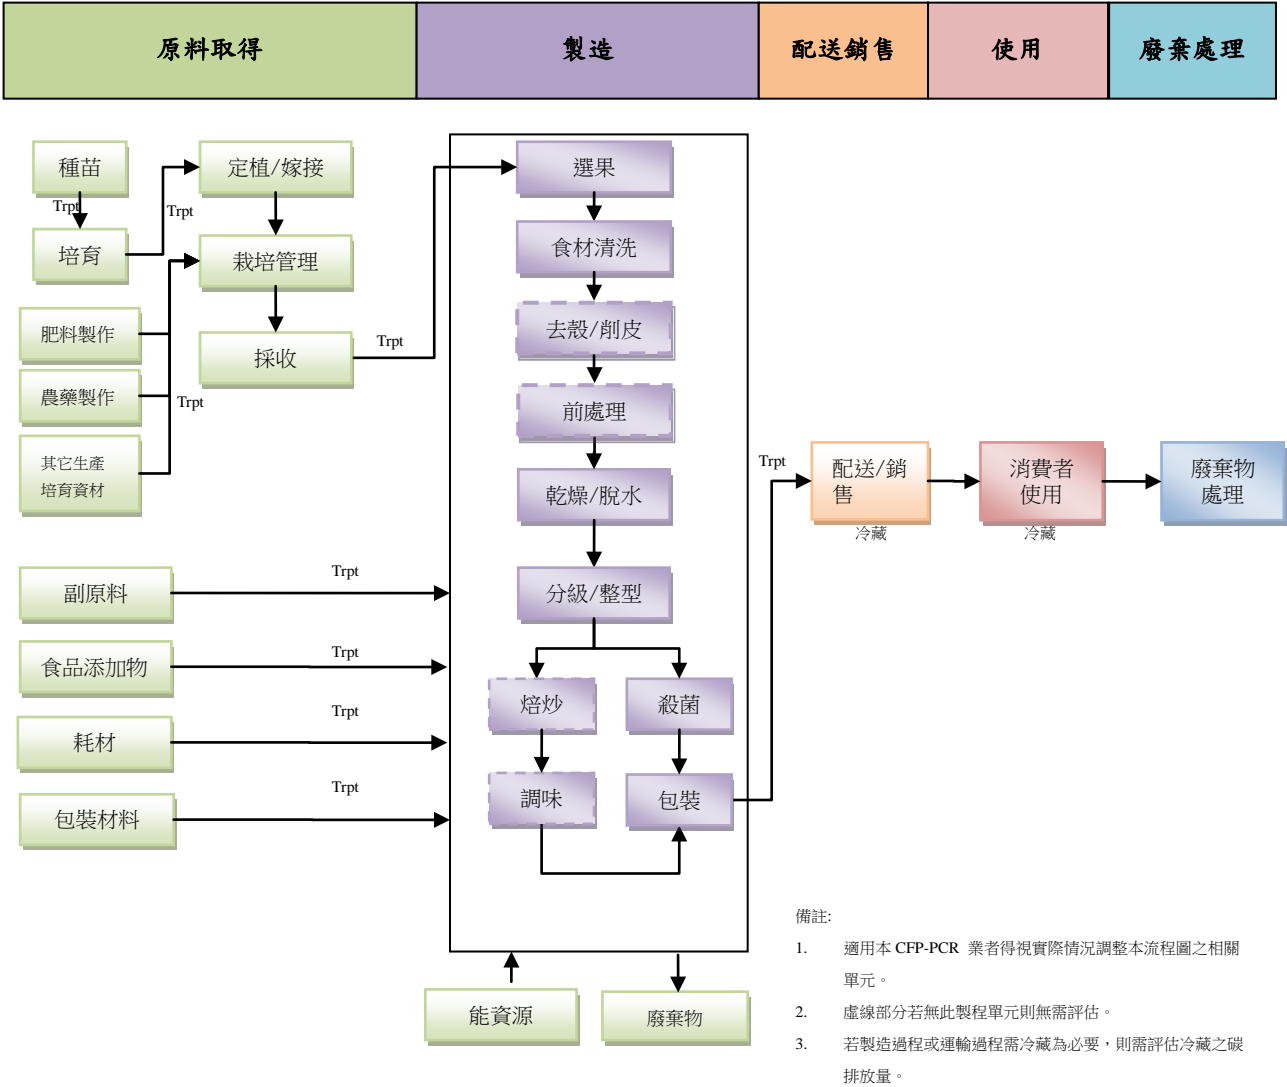 原料取得
製造
配送銷售
使用
廢棄處理
種苗
Trpt
培育
Trpt
定植/嫁接
栽培管理
採收
肥料製作
農藥製作
Trpt
其它生產
培育資材
Trpt
選果
食材清洗
去殼/削皮
前處理
乾燥/脫水
分級/整型
焙炒
殺菌
調味
包裝
副原料
Trpt
食品添加物
Trpt
耗材
Trpt
包裝材料
Trpt
Trpt
配送/銷
售
冷藏
消費者
使用
冷藏
廢棄物
處理
能資源
廢棄物
備註:
1. 適用本 CFP-PCR 業者得視實際情況調整本流程圖之相關
單元。
2. 虛線部分若無此製程單元則無需評估。
3. 若製造過程或運輸過程需冷藏為必要，則需評估冷藏之碳
排放量。